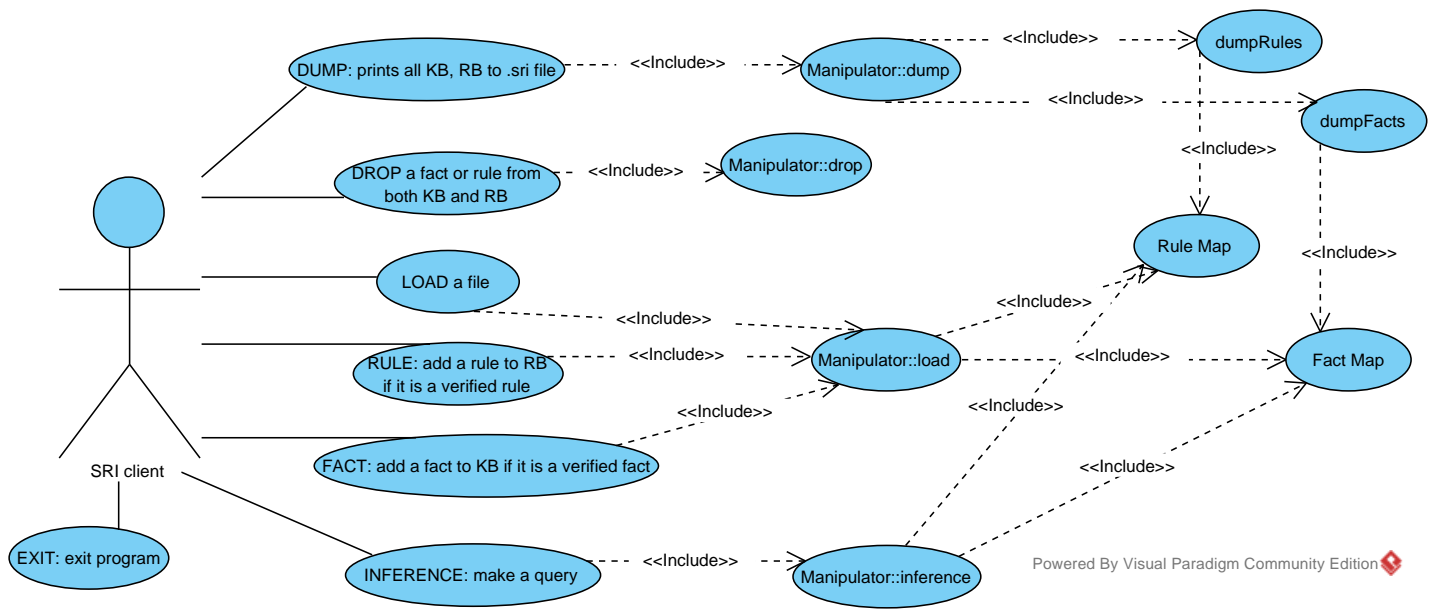 <<Include>>
dumpRules
DUMP: prints all KB, RB to .sri file
<<Include>>
Manipulator::dump
<<Include>>
dumpFacts
<<Include>>
DROP a fact or rule from
both KB and RB
<<Include>>
Manipulator::drop
Rule Map
<<Include>>
LOAD a file
<<Include>>
<<Include>>
RULE: add a rule to RB
if it is a verified rule
<<Include>>
Manipulator::load
<<Include>>
Fact Map
<<Include>>
<<Include>>
FACT: add a fact to KB if it is a verified fact
<<Include>>
SRI client
EXIT: exit program
INFERENCE: make a query
<<Include>>
Manipulator::inference
Powered By Visual Paradigm Community Edition